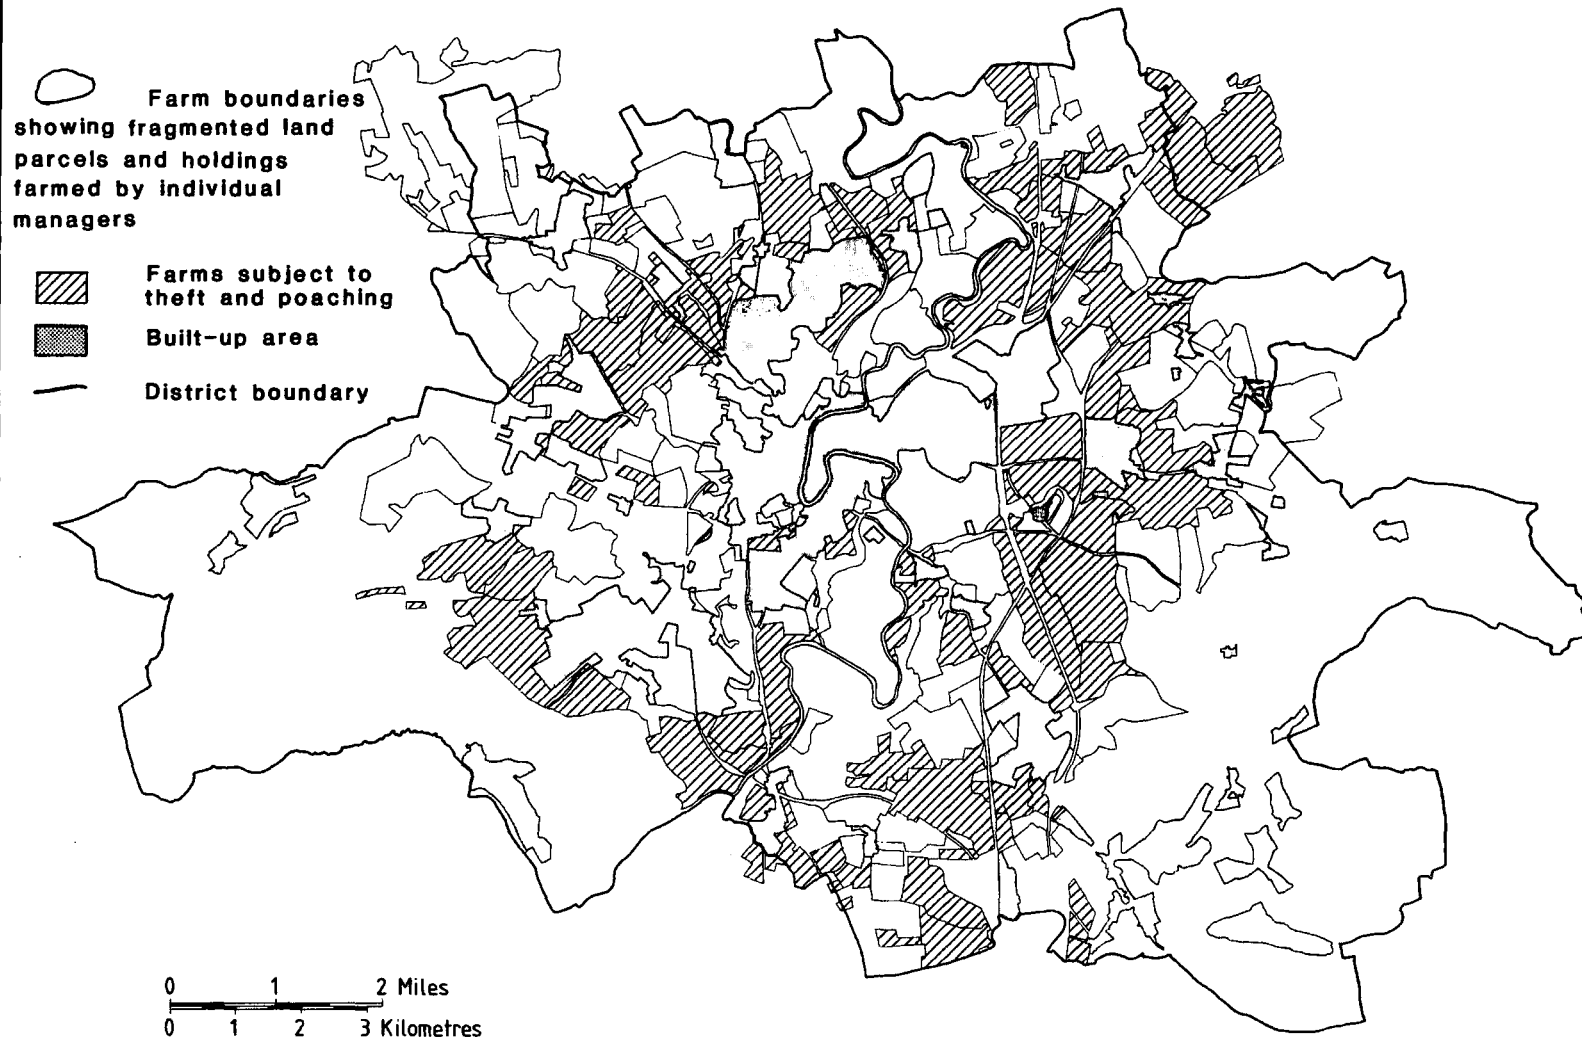 Farm boundaries
showing fragmented land
parcels and holdings
farmed by individual
managers
Farms subject to
theft and poaching
Built-up area
District boundary
0 1 2 Miles
0 1 2 3 Kilometres